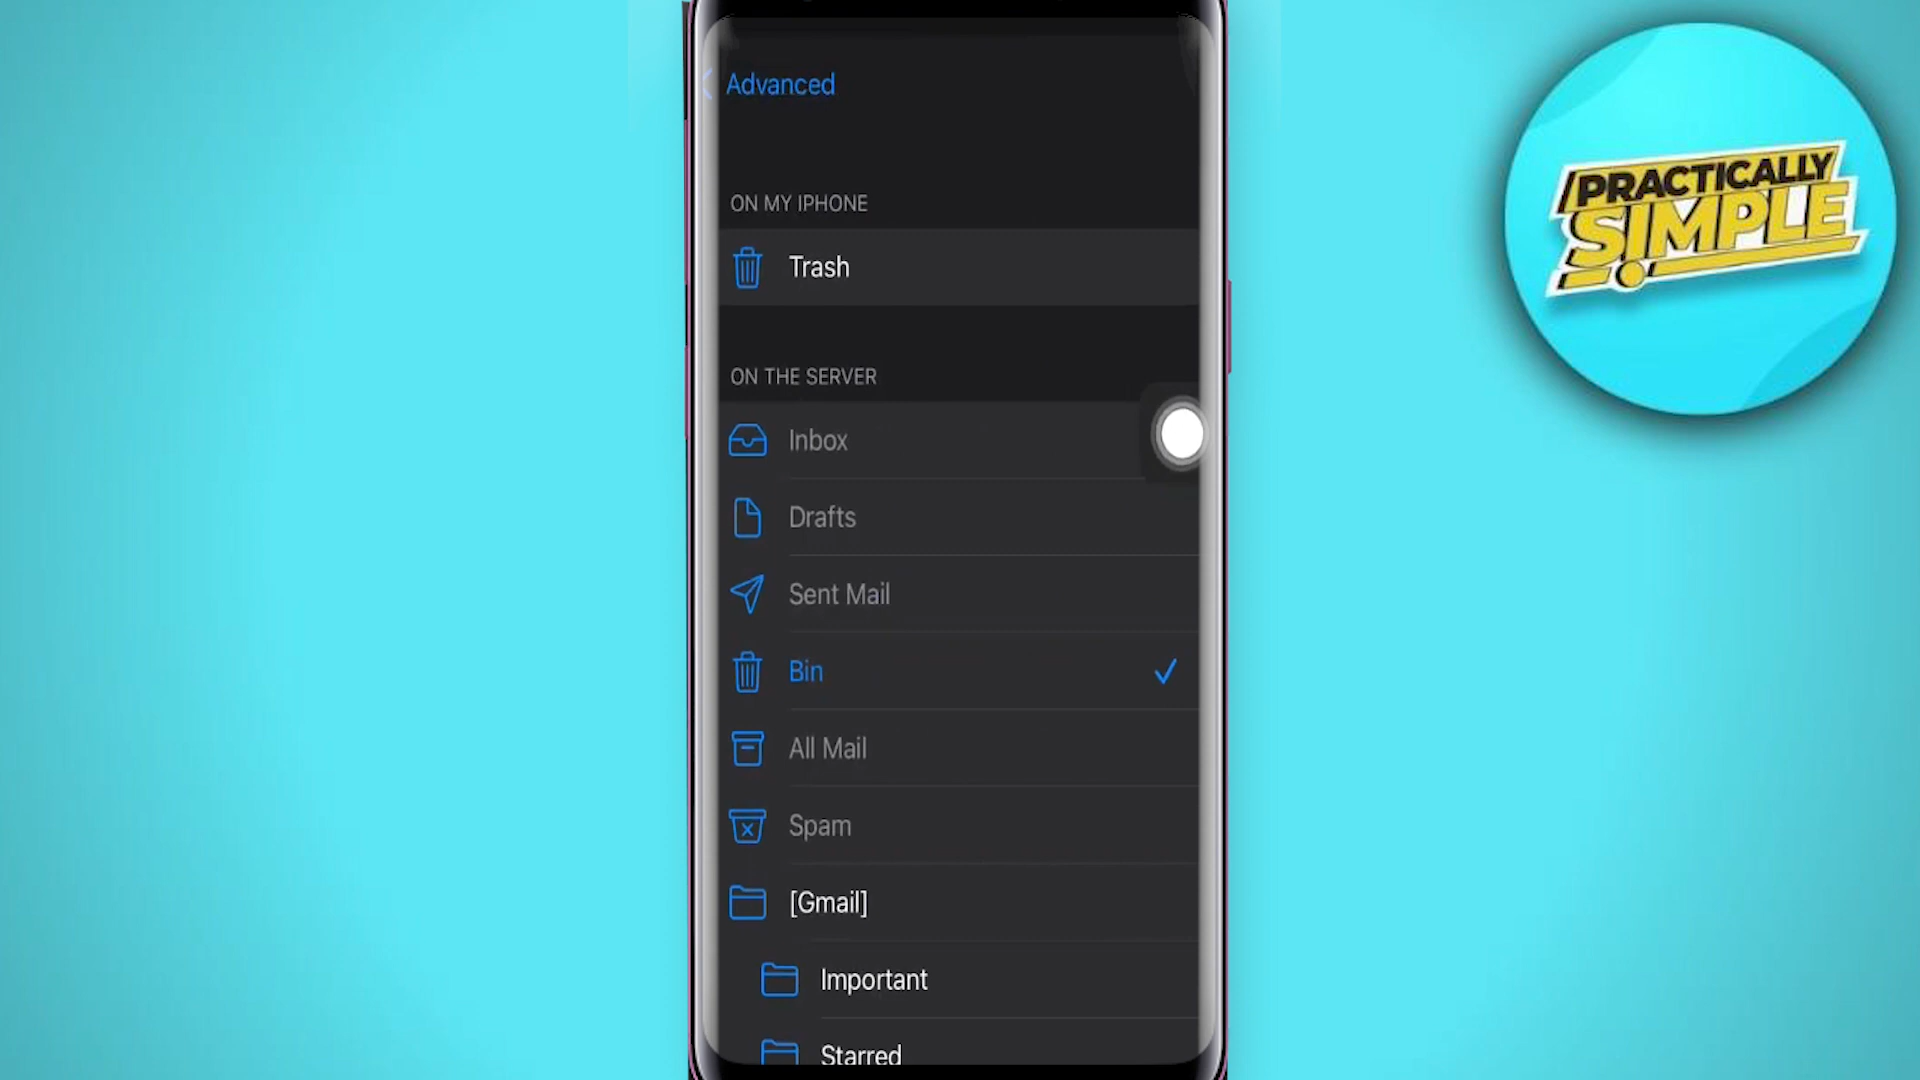 Advanced
ON MY IPHONE
Trash
ON THE SERVER
Inbox
Drafts
Sent Mail
Bin
All Mail
Spam
[Gmail]
Important
Starred
PRACTICALLY
SIMPLE